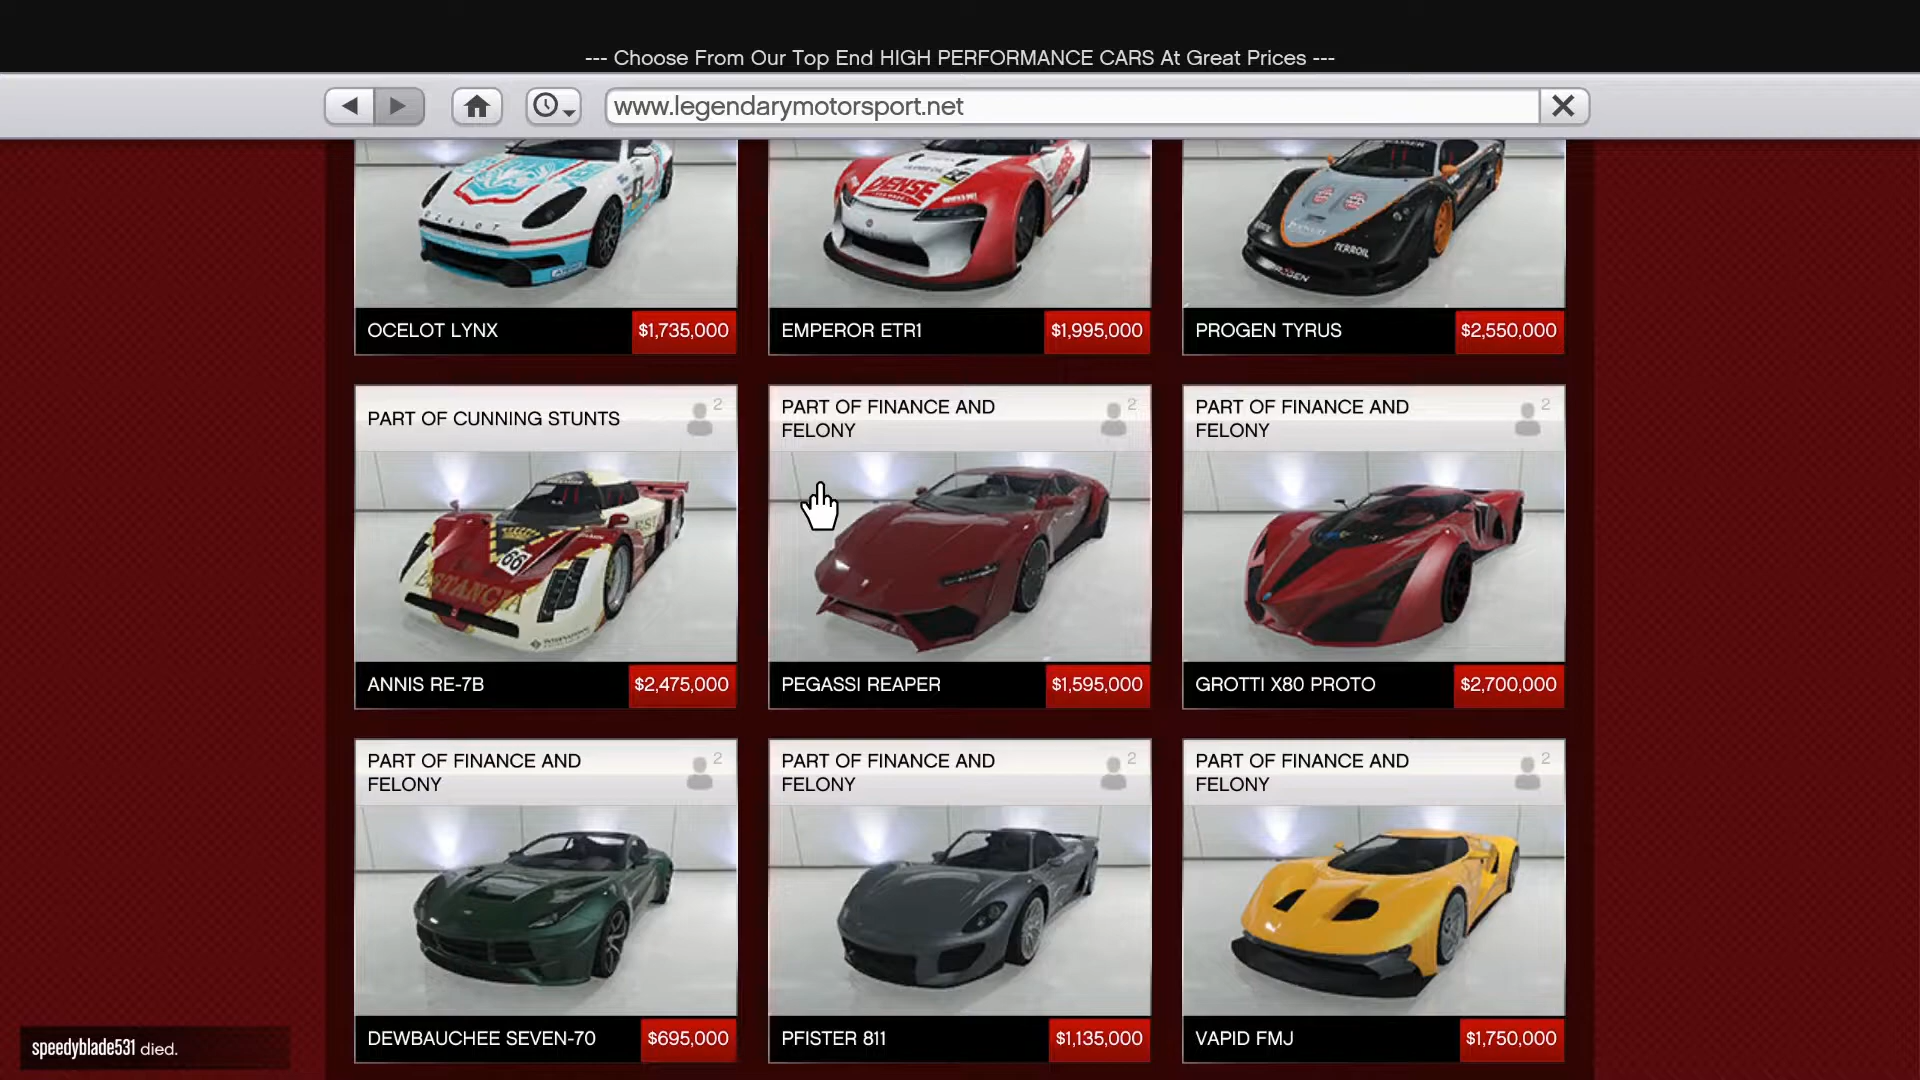 --- Choose From Our Top End HIGH PERFORMANCE CARS At Great Prices ---
www.legendarymotorsport.net
OCELOT
DENSE
TERROIL
OCELOT LYNX $1,735,000
EMPEROR ETR1 $1,995,000
PROGEN TYRUS $2,550,000
PART OF CUNNING STUNTS 2
PART OF FINANCE AND
FELONY 2
PART OF FINANCE AND
FELONY 2
66
ESTANCIA
ANNIS RE-7B $2,475,000
PEGASSI REAPER $1,595,000
GROTTI X80 PROTO $2,700,000
PART OF FINANCE AND
FELONY 2
PART OF FINANCE AND
FELONY 2
PART OF FINANCE AND
FELONY 2
DEWBAUCHEE SEVEN-70 $695,000
PFISTER 811 $1,135,000
VAPID FMJ $1,750,000
speedyblade531 died.